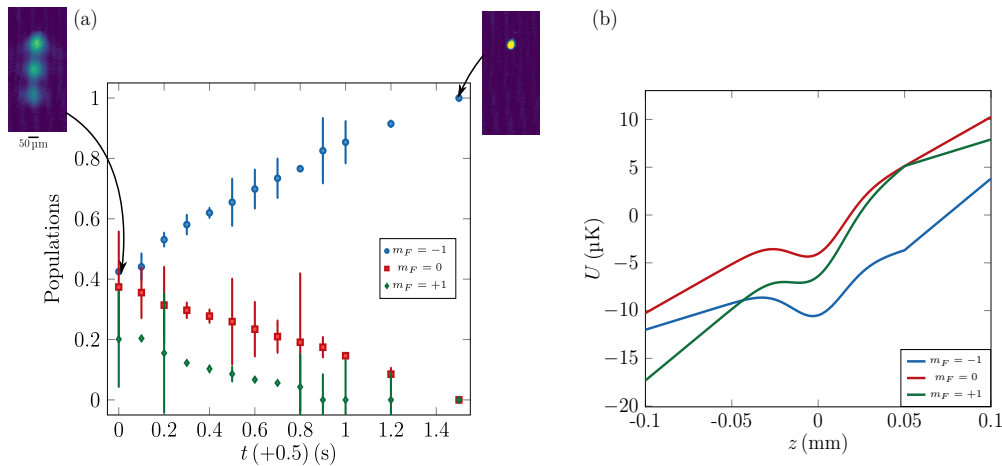 (a)
(b)
50 µm
1
0.8
0.6
0.4
0.2
0
Populations
m_F = −1
m_F = 0
m_F = +1
0 0.2 0.4 0.6 0.8 1 1.2 1.4
t (+0.5) (s)
10
5
0
−5
−10
−15
−20
U (µK)
m_F = −1
m_F = 0
m_F = +1
-0.1 -0.05 0 0.05 0.1
z (mm)